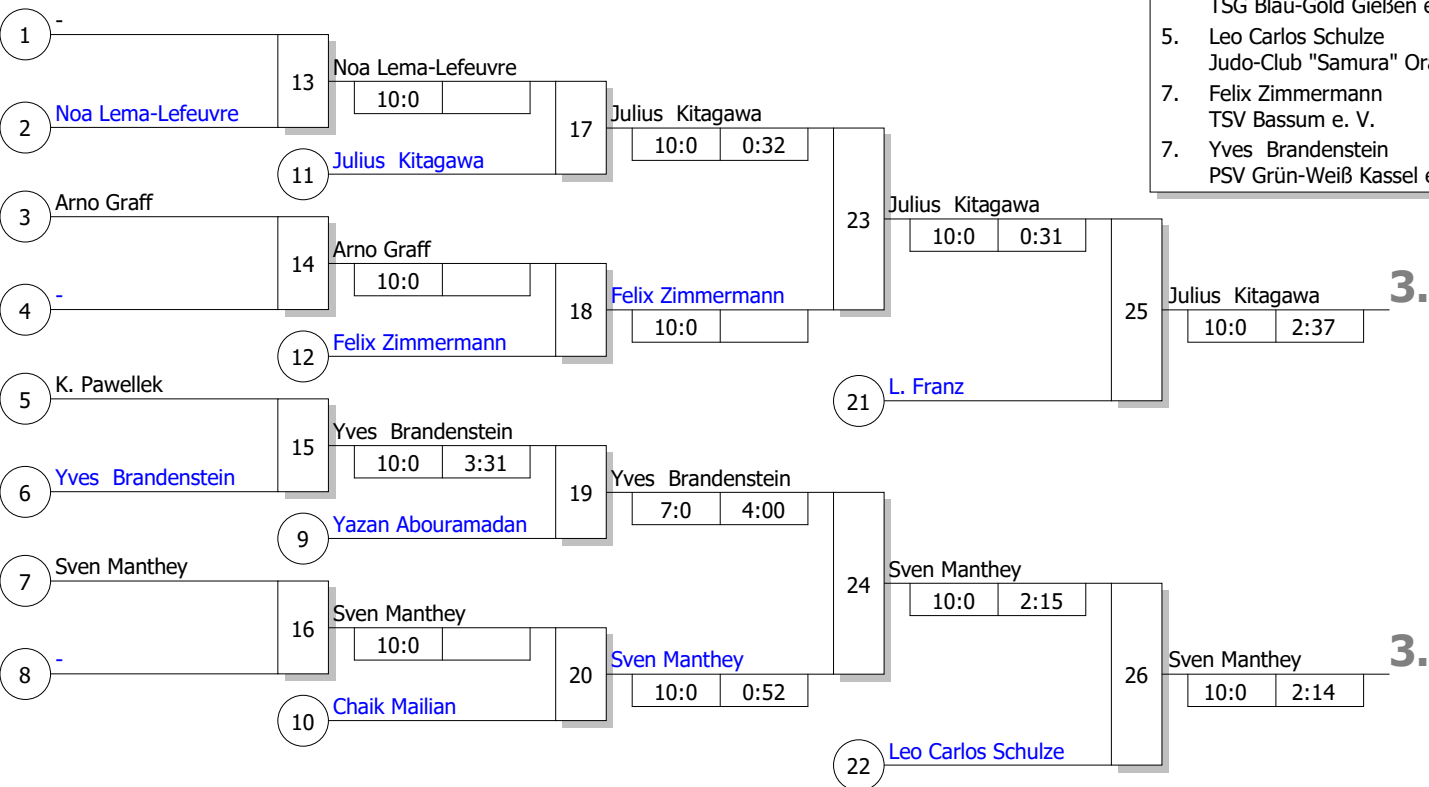 1
-
2
Noa Lema-Lefeuvre
13
Noa Lema-Lefeuvre
10:0
11
Julius Kitagawa
17
Julius Kitagawa
10:0 0:32
3
Arno Graff
4
-
14
Arno Graff
10:0
12
Felix Zimmermann
18
Felix Zimmermann
10:0
23
Julius Kitagawa
10:0 0:31
21
L. Franz
25
Julius Kitagawa
10:0 2:37
3.
5
K. Pawellek
6
Yves Brandenstein
15
Yves Brandenstein
10:0 3:31
9
Yazan Abouramadan
19
Yves Brandenstein
7:0 4:00
7
Sven Manthey
8
-
16
Sven Manthey
10:0
10
Chaik Mailian
20
Sven Manthey
10:0 0:52
24
Sven Manthey
10:0 2:15
22
Leo Carlos Schulze
26
Sven Manthey
10:0 2:14
3.
TSG Blau-Gold Gießen
5. Leo Carlos Schulze
Judo-Club "Samura"
7. Felix Zimmermann
TSV Bassum e. V.
7. Yves Brandenstein
PSV Grün-Weiß Kassel